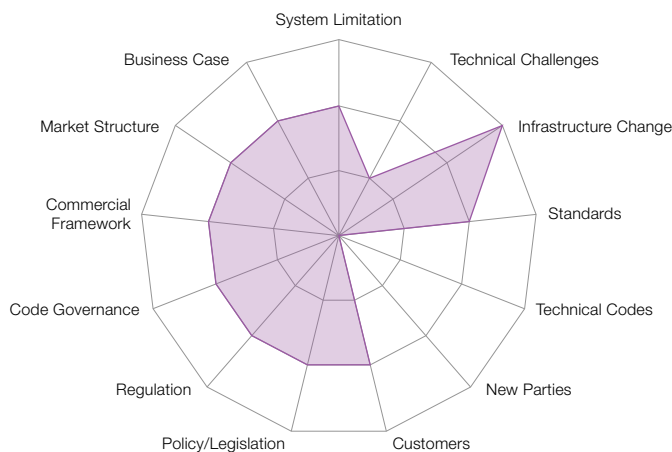 System Limitation
Technical Challenges
Infrastructure Change
Standards
Technical Codes
New Parties
Customers
Policy/Legislation
Regulation
Code Governance
Commercial
Framework
Market Structure
Business Case